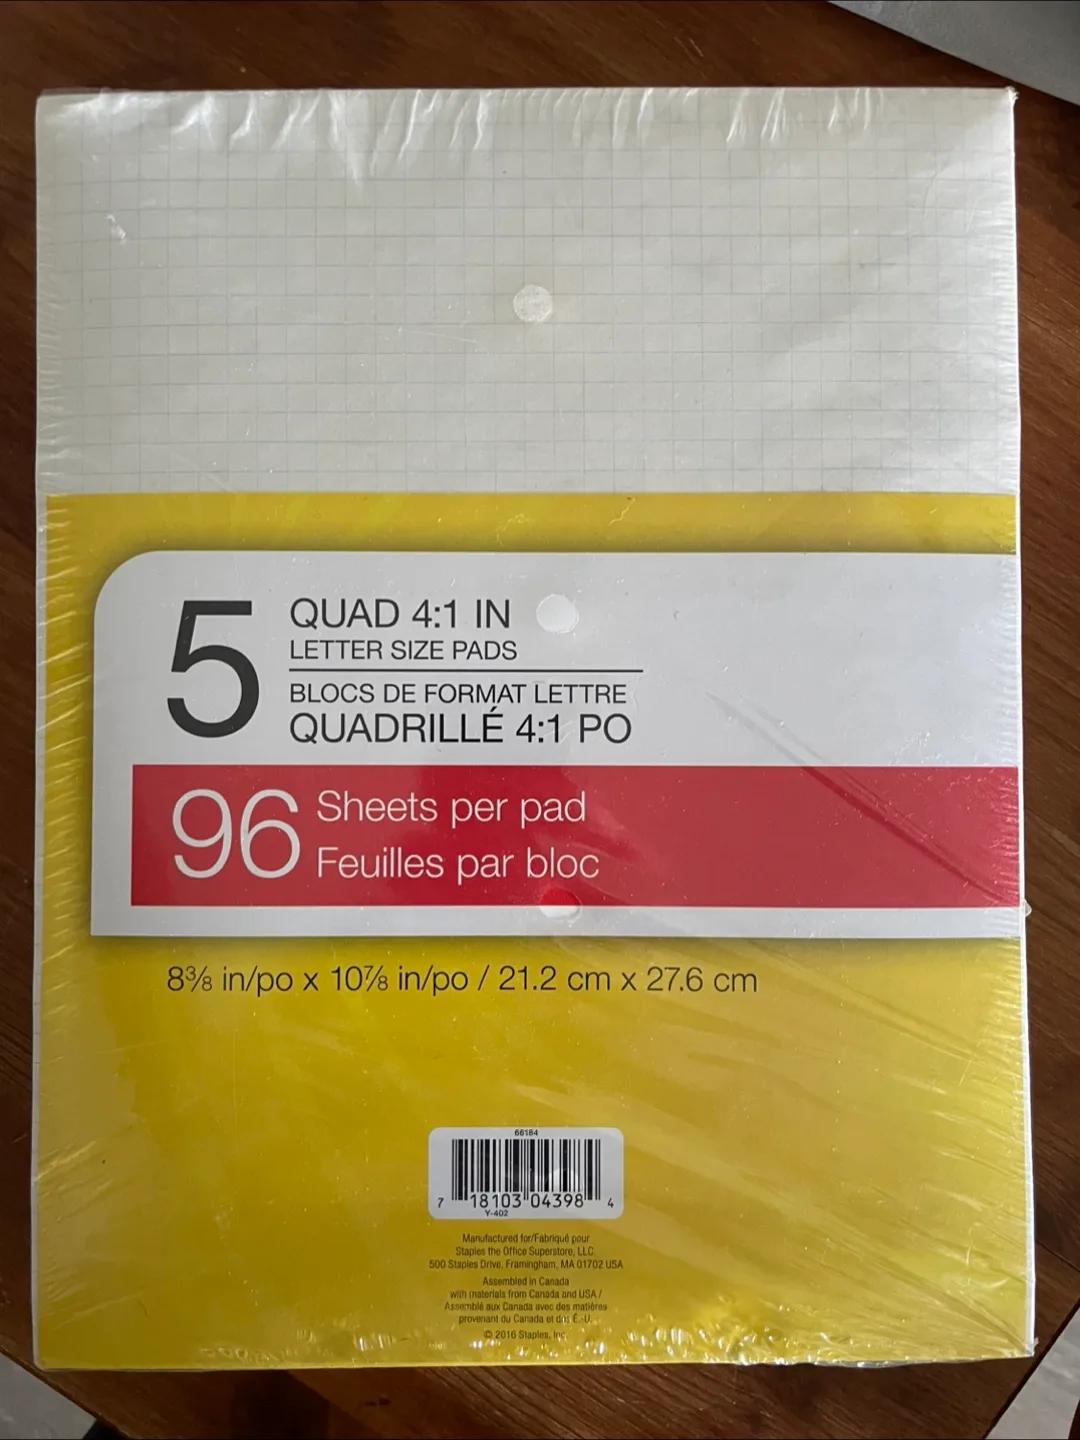 5
QUAD 4:1 IN
LETTER SIZE PADS
BLOCS DE FORMAT LETTRE
QUADRILLÉ 4:1 PO
96
Sheets per pad
Feuilles par bloc
8⅜ in/po x 10⅞ in/po / 21.2 cm x 27.6 cm
66184
7 18103 04398 4
Y-402
Manufactured for/Fabriqué pour
Staples the Office Superstore, LLC
500 Staples Drive, Framingham, MA 01702 USA
Assembled in Canada
with materials from Canada and USA /
Assemblé aux Canada avec des matières
provenant du Canada et des É.-U.
© 2016 Staples, Inc.